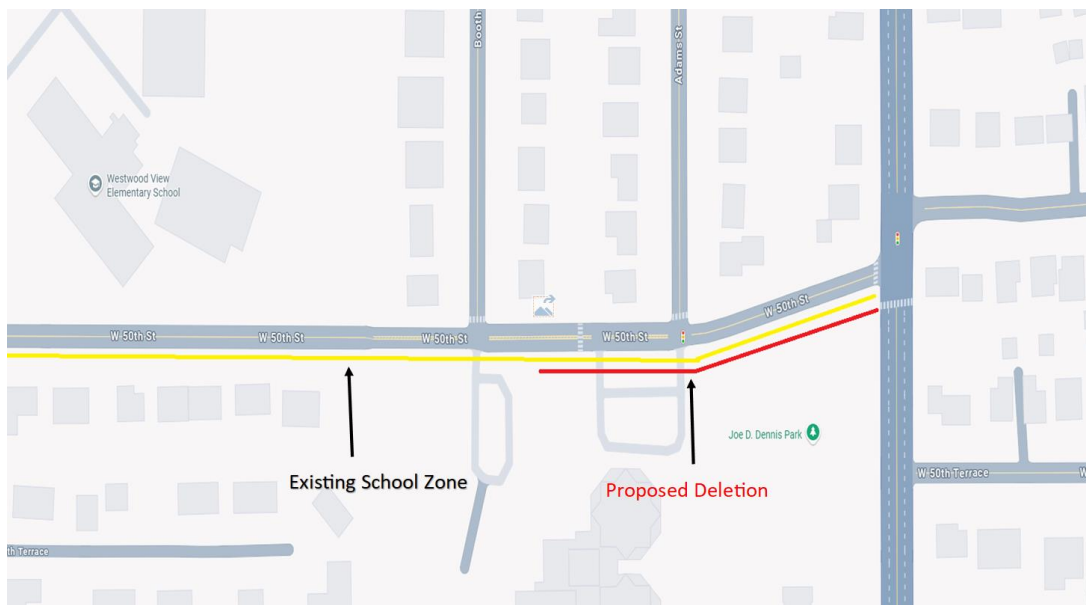 Booth
Adams St
Westwood View
Elementary School
W 50th St
W 50th St
W 50th St
W 50th St
W 50th St
Joe D. Dennis Park
Existing School Zone
Proposed Deletion
W 50th Terrace
W
th Terrace